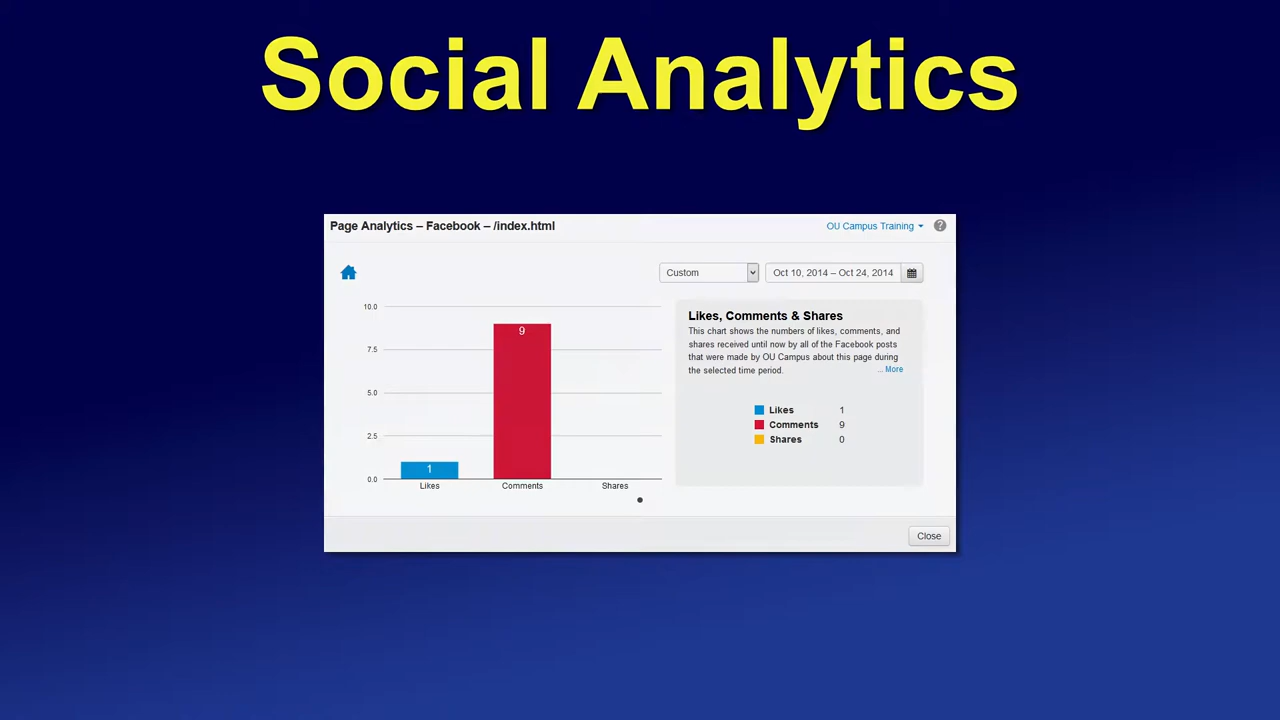 Social Analytics
Page Analytics – Facebook – /index.html
OU Campus Training
?
Custom
Oct 10, 2014 – Oct 24, 2014
10.0
7.5
5.0
2.5
0.0
9
1
Likes
Comments
Shares
Likes, Comments & Shares
This chart shows the numbers of likes, comments, and
shares received until now by all of the Facebook posts
that were made by OU Campus about this page during
the selected time period.
... More
Likes 1
Comments 9
Shares 0
Close